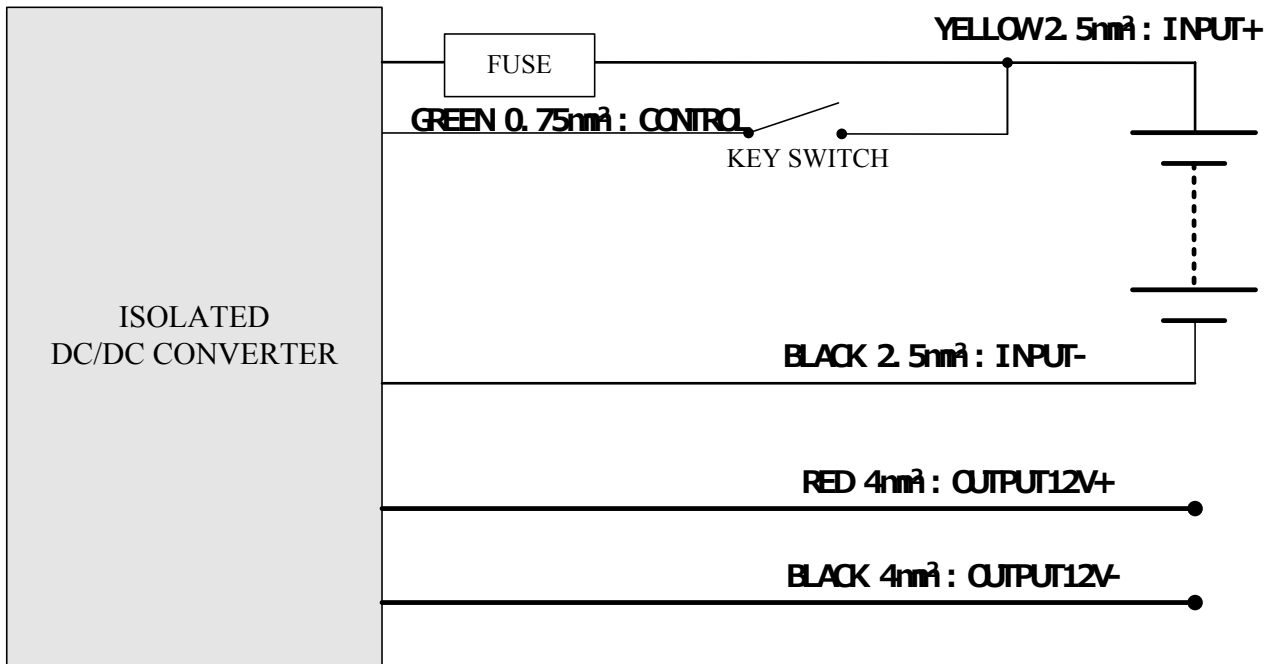 YELLOW 2.5mm²: INPUT+
FUSE
GREEN 0.75mm²: CONTROL
KEY SWITCH
ISOLATED
DC/DC CONVERTER
BLACK 2.5mm²: INPUT-
RED 4mm²: OUTPUT12V+
BLACK 4mm²: OUTPUT12V-